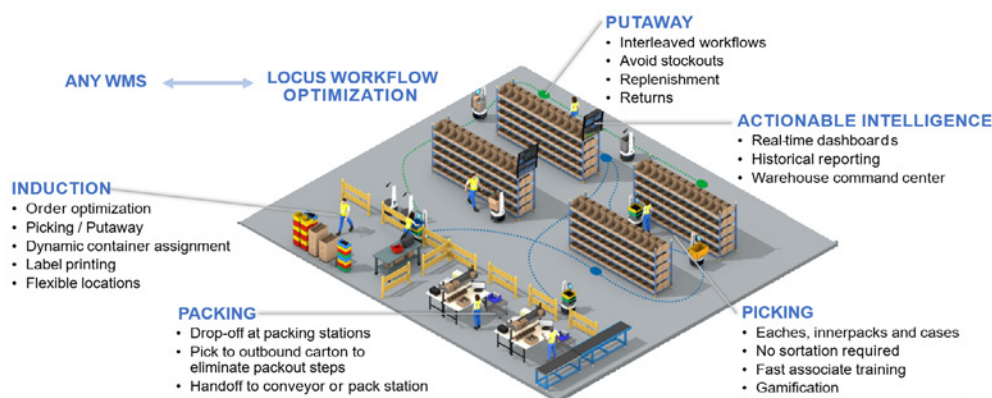 PUTAWAY
• Interleaved workflows
• Avoid stockouts
• Replenishment
• Returns
ANY WMS
LOCUS WORKFLOW
OPTIMIZATION
ACTIONABLE INTELLIGENCE
• Real-time dashboards
• Historical reporting
• Warehouse command center
INDUCTION
• Order optimization
• Picking / Putaway
• Dynamic container assignment
• Label printing
• Flexible locations
PACKING
• Drop-off at packing stations
• Pick to outbound carton to
eliminate packout steps
• Handoff to conveyor or pack station
PICKING
• Eaches, innerpacks and cases
• No sortation required
• Fast associate training
• Gamification